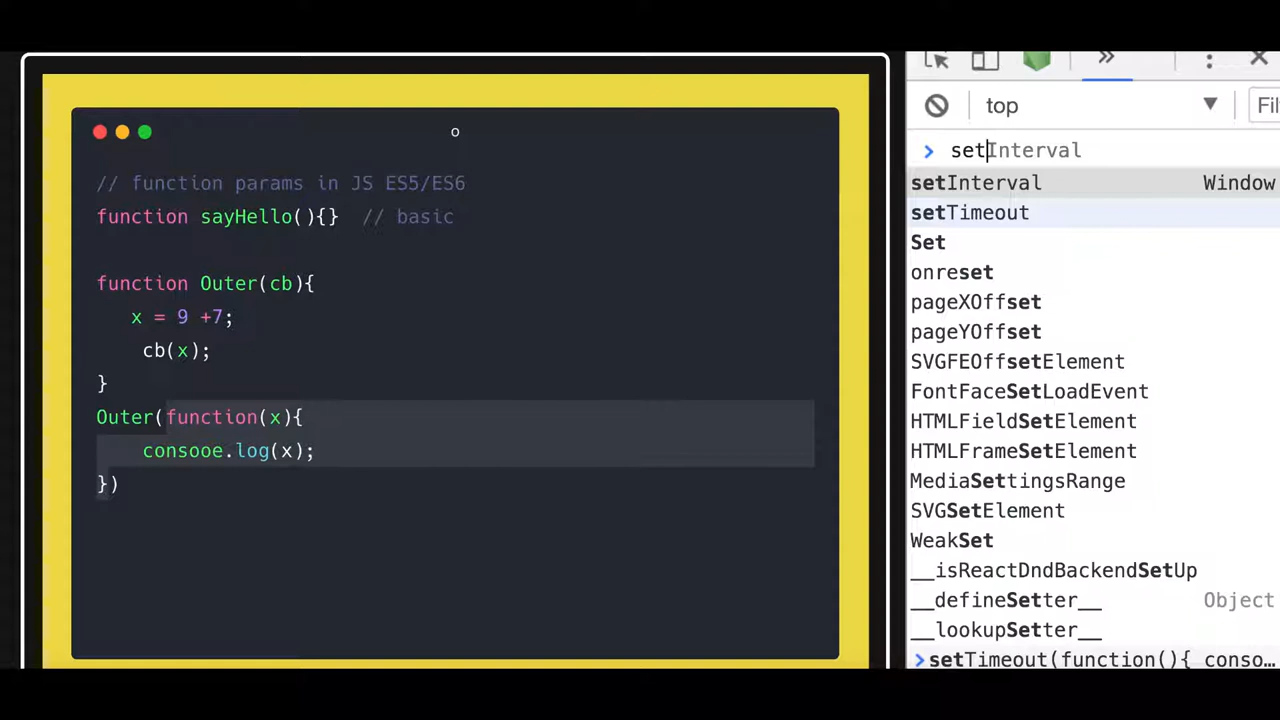 o
// function params in JS ES5/ES6
function sayHello(){} // basic
function Outer(cb){
x = 9 +7;
cb(x);
}
Outer(function(x){
consooe.log(x);
})
top
Fil
> setInterval
setInterval Window
setTimeout
Set
onreset
pageXOffset
pageYOffset
SVGFEOffsetElement
FontFaceSetLoadEvent
HTMLFieldSetElement
HTMLFrameSetElement
MediaSettingsRange
SVGSetElement
WeakSet
__isReactDndBackendSetUp
__defineSetter__ Object
__lookupSetter__
>setTimeout(function(){ conso…